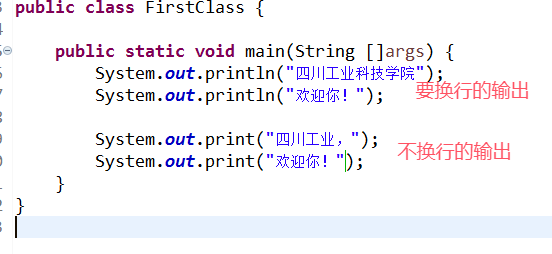 public class FirstClass {
public static void main(String []args) {
System.out.println("四川工业科技学院");
System.out.println("欢迎你！");
要换行的输出
System.out.print("四川工业，");
System.out.print("欢迎你！");
不换行的输出
}
}